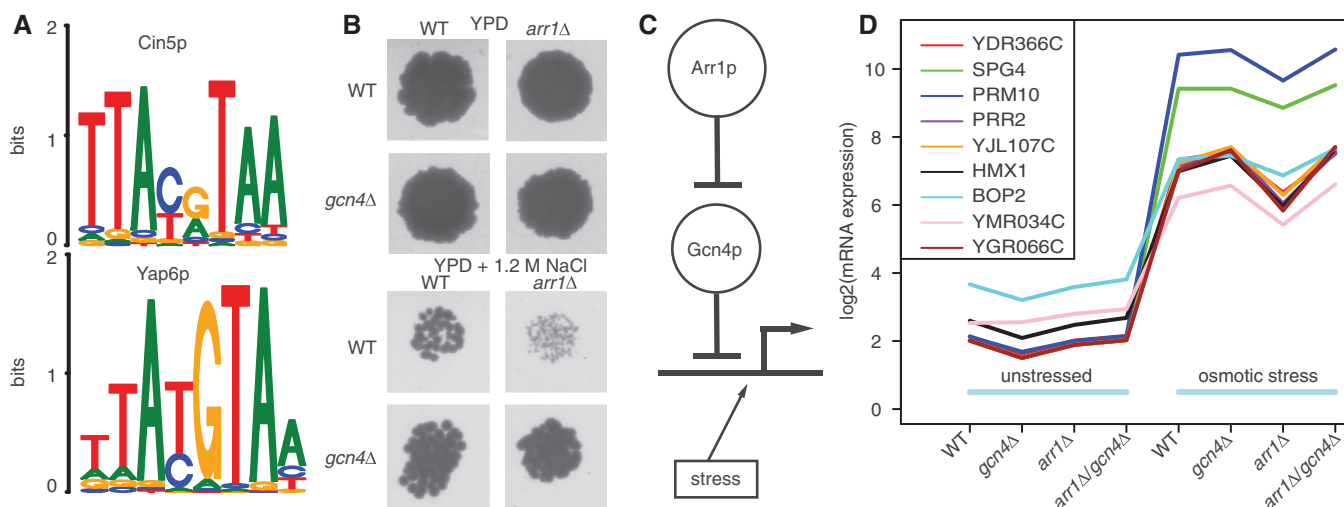 A
Cin5p
2
bits
1
0
TTACGTAA
Yap6p
2
bits
1
0
TTATGTAA
B
WT YPD arr1Δ
WT
gcn4Δ
YPD + 1.2 M NaCl
WT arr1Δ
WT
gcn4Δ
C
Arr1p
Gcn4p
stress
D
log2(mRNA expression)
10
8
6
4
2
0
YDR366C
SPG4
PRM10
PRR2
YJL107C
HMX1
BOP2
YMR034C
YGR066C
unstressed
osmotic stress
WT
gcn4Δ
arr1Δ
arr1Δ/gcn4Δ
WT
gcn4Δ
arr1Δ
arr1Δ/gcn4Δ